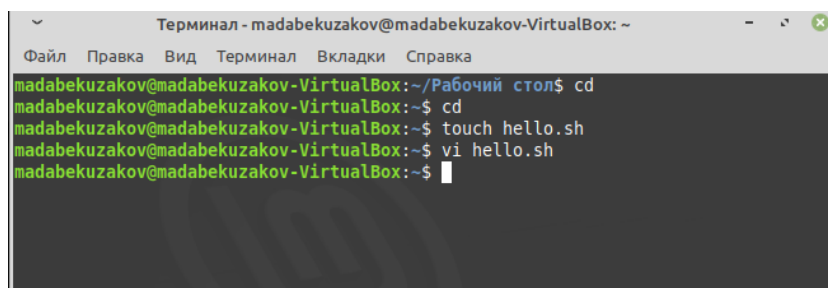 Терминал - madabekuzakov@madabekuzakov-VirtualBox: ~
Файл Правка Вид Терминал Вкладки Справка
madabekuzakov@madabekuzakov-VirtualBox:~/Рабочий стол$ cd
madabekuzakov@madabekuzakov-VirtualBox:~$ cd
madabekuzakov@madabekuzakov-VirtualBox:~$ touch hello.sh
madabekuzakov@madabekuzakov-VirtualBox:~$ vi hello.sh
madabekuzakov@madabekuzakov-VirtualBox:~$